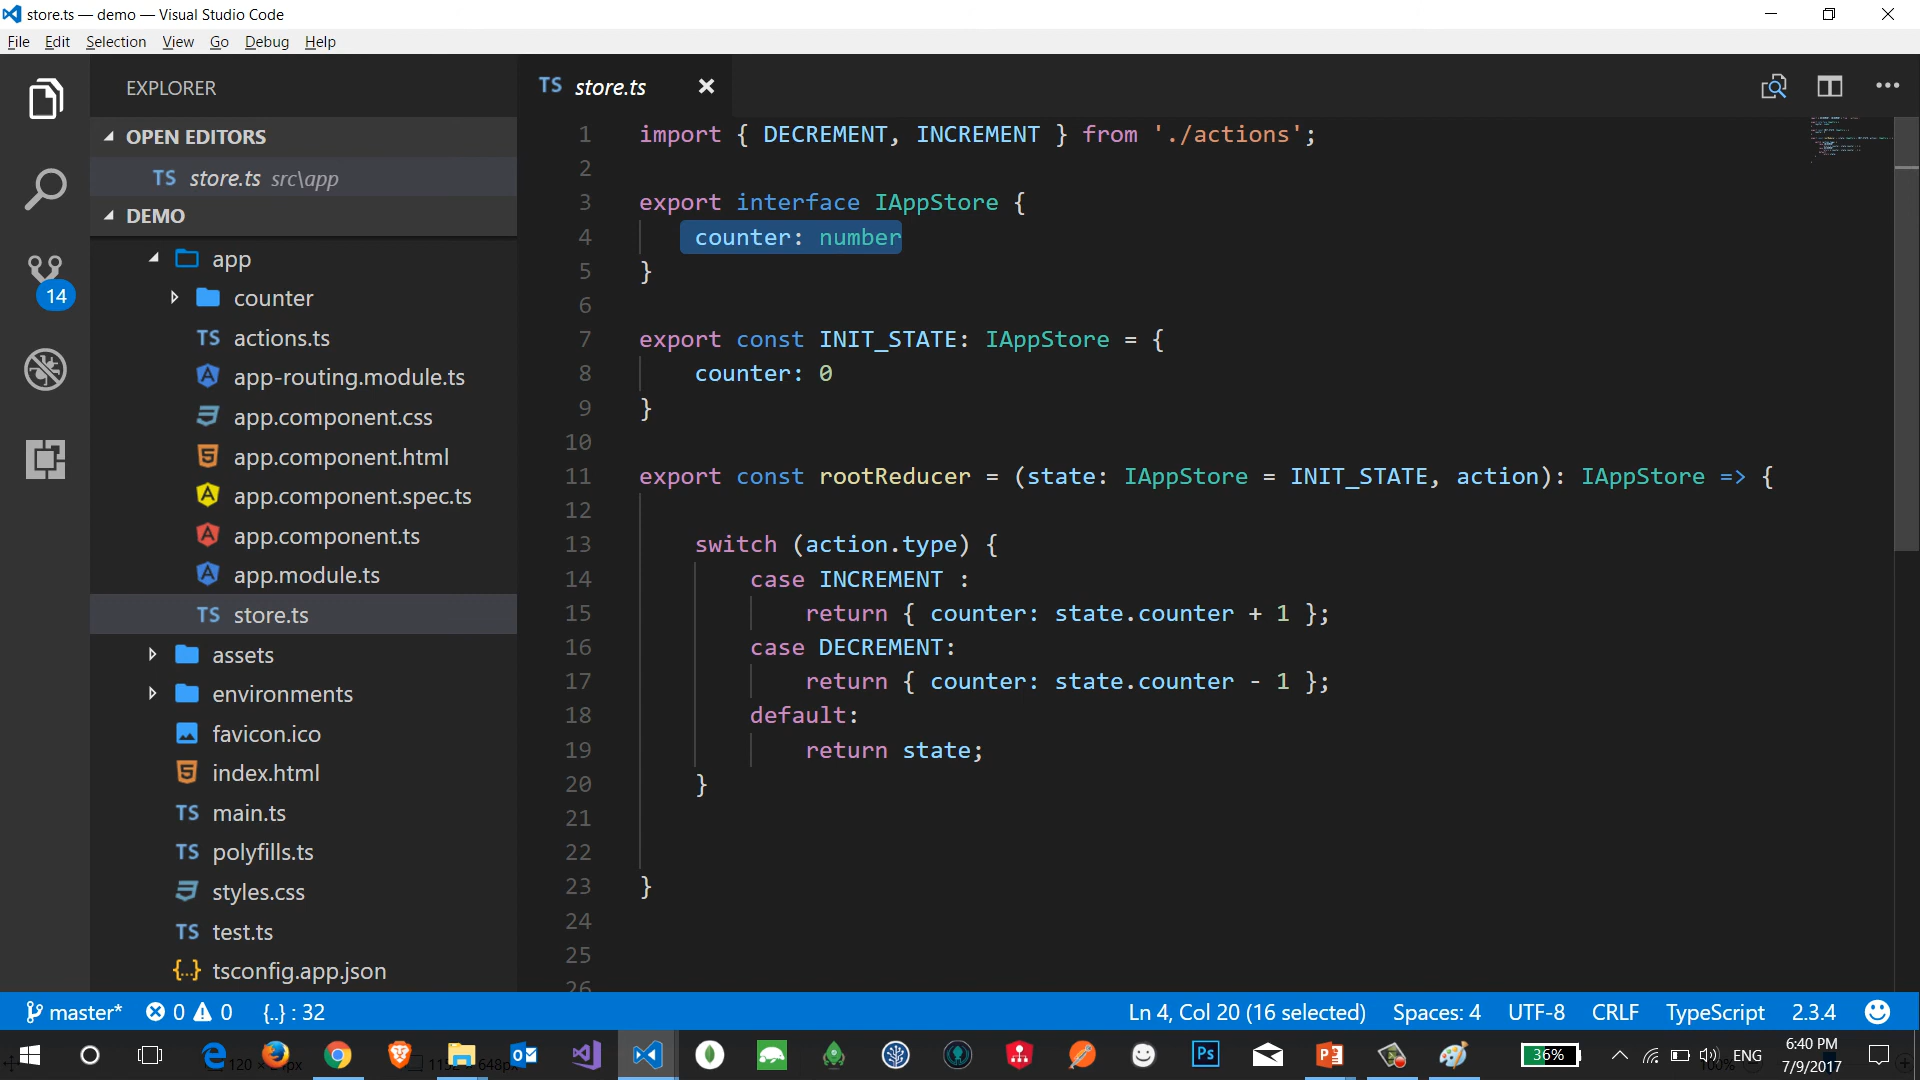 store.ts — demo — Visual Studio Code
File Edit Selection View Go Debug Help
EXPLORER
OPEN EDITORS
TS store.ts src\app
DEMO
app
counter
TS actions.ts
app-routing.module.ts
app.component.css
app.component.html
app.component.spec.ts
app.component.ts
app.module.ts
TS store.ts
assets
environments
favicon.ico
index.html
TS main.ts
TS polyfills.ts
styles.css
TS test.ts
{..} tsconfig.app.json
14
TS store.ts
1 import { DECREMENT, INCREMENT } from './actions';
2
3 export interface IAppStore {
4 counter: number
5 }
6
7 export const INIT_STATE: IAppStore = {
8 counter: 0
9 }
10
11 export const rootReducer = (state: IAppStore = INIT_STATE, action): IAppStore => {
12
13 switch (action.type) {
14 case INCREMENT :
15 return { counter: state.counter + 1 };
16 case DECREMENT:
17 return { counter: state.counter - 1 };
18 default:
19 return state;
20 }
21
22
23 }
24
25
26
master* 0 0 {..} : 32 Ln 4, Col 20 (16 selected) Spaces: 4 UTF-8 CRLF TypeScript 2.3.4
36% ENG 6:40 PM
7/9/2017